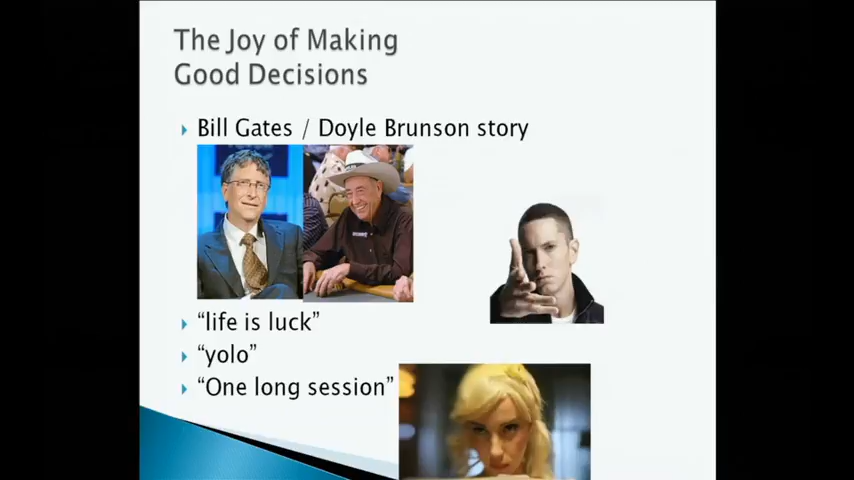 The Joy of Making
Good Decisions
Bill Gates / Doyle Brunson story
“life is luck”
“yolo”
“One long session”